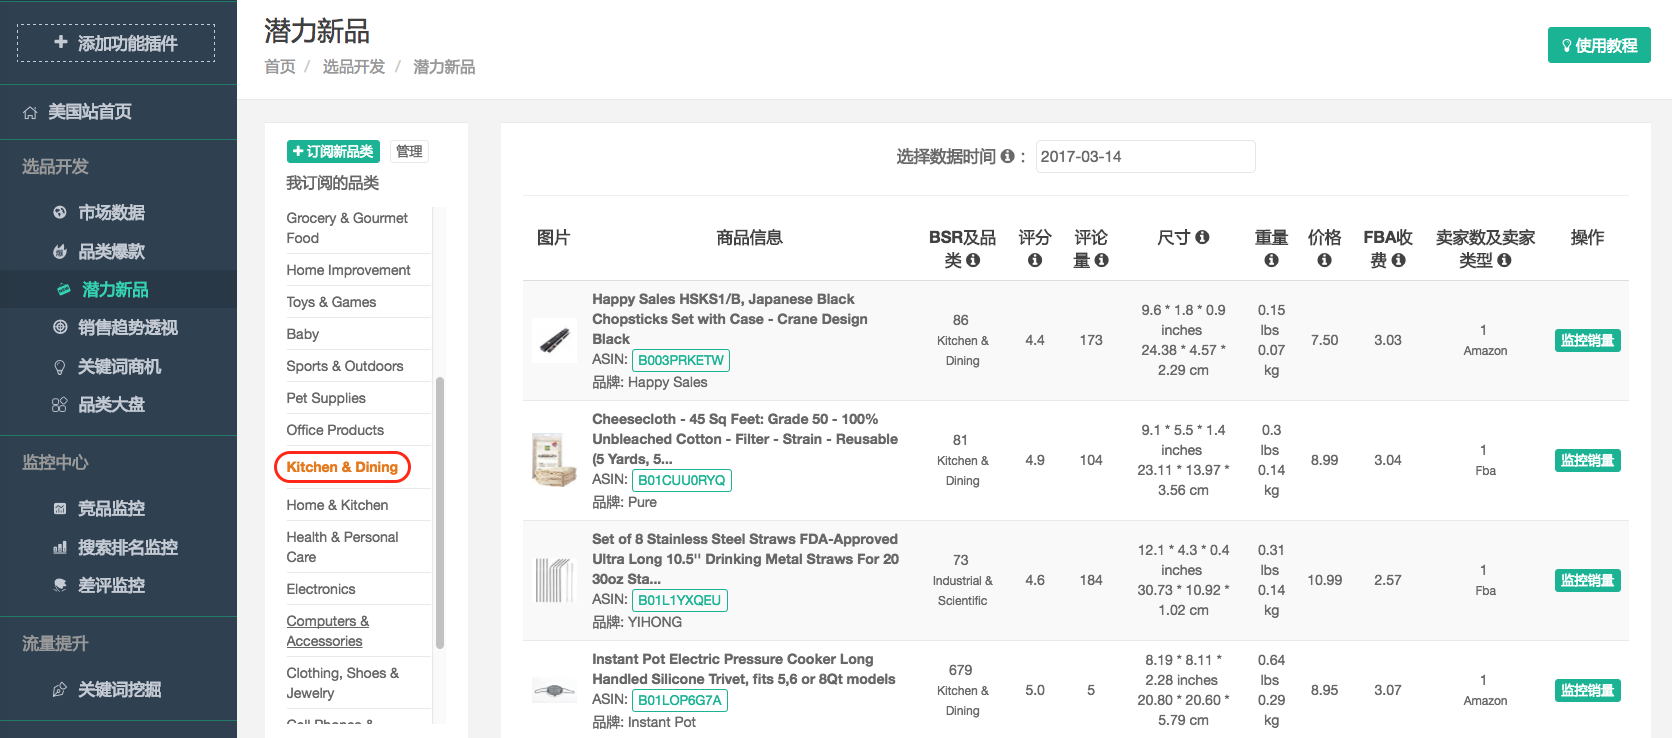 添加功能插件
美国站首页
选品开发
市场数据
品类爆款
潜力新品
销售趋势透视
关键词商机
品类大盘
监控中心
竞品监控
搜索排名监控
差评监控
流量提升
关键词挖掘
潜力新品
首页 / 选品开发 / 潜力新品
使用教程
订阅新品类 管理
我订阅的品类
Grocery & Gourmet
Food
Home Improvement
Toys & Games
Baby
Sports & Outdoors
Pet Supplies
Office Products
Kitchen & Dining
Home & Kitchen
Health & Personal
Care
Electronics
Computers &
Accessories
Clothing, Shoes &
Jewelry
Cell Phones &
选择数据时间 : 2017-03-14
图片 商品信息 BSR及品类 评分 评论量 尺寸 重量 价格 FBA收费 卖家数及卖家类型 操作
Happy Sales HSKS1/B, Japanese Black
Chopsticks Set with Case - Crane Design
Black
ASIN: B003PRKETW
品牌: Happy Sales
86
Kitchen &
Dining
4.4
173
9.6 * 1.8 * 0.9
inches
24.38 * 4.57 *
2.29 cm
0.15
lbs
0.07
kg
7.50
3.03
1
Amazon
监控销量
Cheesecloth - 45 Sq Feet: Grade 50 - 100%
Unbleached Cotton - Filter - Strain - Reusable
(5 Yards, 5...
ASIN: B01CUU0RYQ
品牌: Pure
81
Kitchen &
Dining
4.9
104
9.1 * 5.5 * 1.4
inches
23.11 * 13.97 *
3.56 cm
0.3
lbs
0.14
kg
8.99
3.04
1
Fba
监控销量
Set of 8 Stainless Steel Straws FDA-Approved
Ultra Long 10.5'' Drinking Metal Straws For 20
30oz Sta...
ASIN: B01L1YXQEU
品牌: YIHONG
73
Industrial &
Scientific
4.6
184
12.1 * 4.3 * 0.4
inches
30.73 * 10.92 *
1.02 cm
0.31
lbs
0.14
kg
10.99
2.57
1
Fba
监控销量
Instant Pot Electric Pressure Cooker Long
Handled Silicone Trivet, fits 5,6 or 8Qt models
ASIN: B01LOP6G7A
品牌: Instant Pot
679
Kitchen &
Dining
5.0
5
8.19 * 8.11 *
2.28 inches
20.80 * 20.60 *
5.79 cm
0.64
lbs
0.29
kg
8.95
3.07
1
Amazon
监控销量